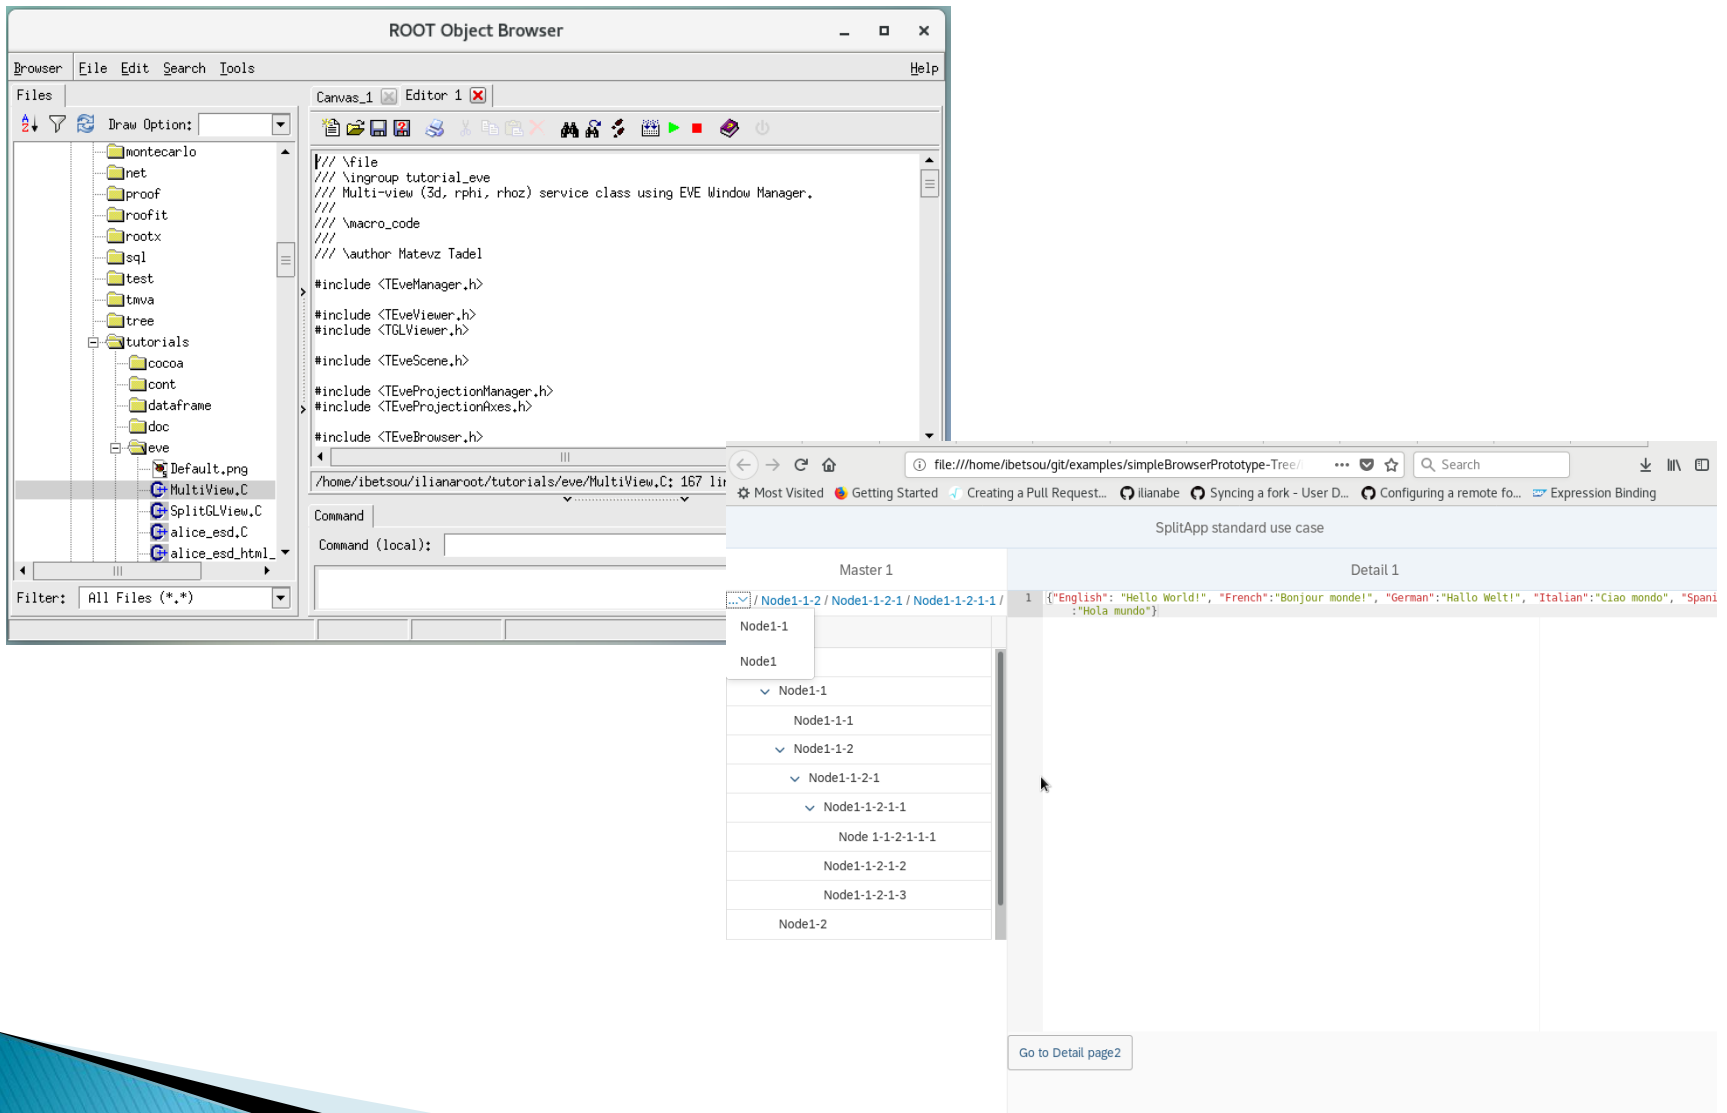 ROOT Object Browser
Browser File Edit Search Tools Help
Files
Canvas_1 Editor 1
Draw Option:
montecarlo
net
proof
roofit
rootx
sql
test
tmva
tree
tutorials
cocoa
cont
dataframe
doc
eve
Default.png
MultiView.C
SplitGLView.C
alice_esd.C
alice_esd_html_
Filter: All Files (*.*)
/// \file
/// \ingroup tutorial_eve
/// Multi-view (3d, rphi, rhoz) service class using EVE Window Manager.
///
/// \macro_code
///
/// \author Matevz Tadel
#include <TEveManager.h>
#include <TEveViewer.h>
#include <TGLViewer.h>
#include <TEveScene.h>
#include <TEveProjectionManager.h>
#include <TEveProjectionAxes.h>
#include <TEveBrowser.h>
/home/ibetsou/ilianaroot/tutorials/eve/MultiView.C: 167 lin
Command
Command (local):
file:///home/ibetsou/git/examples/simpleBrowserPrototype-Tree/ ... Search
Most Visited Getting Started Creating a Pull Request... ilianabe Syncing a fork - User D... Configuring a remote fo... Expression Binding
SplitApp standard use case
Master 1
Detail 1
... / Node1-1-2 / Node1-1-2-1 / Node1-1-2-1-1 /
Node1-1
Node1
Node1-1
Node1-1-1
Node1-1-2
Node1-1-2-1
Node1-1-2-1-1
Node 1-1-2-1-1-1
Node1-1-2-1-2
Node1-1-2-1-3
Node1-2
1 {"English": "Hello World!", "French":"Bonjour monde!", "German":"Hallo Welt!", "Italian":"Ciao mondo", "Spani
:"Hola mundo"}
Go to Detail page2